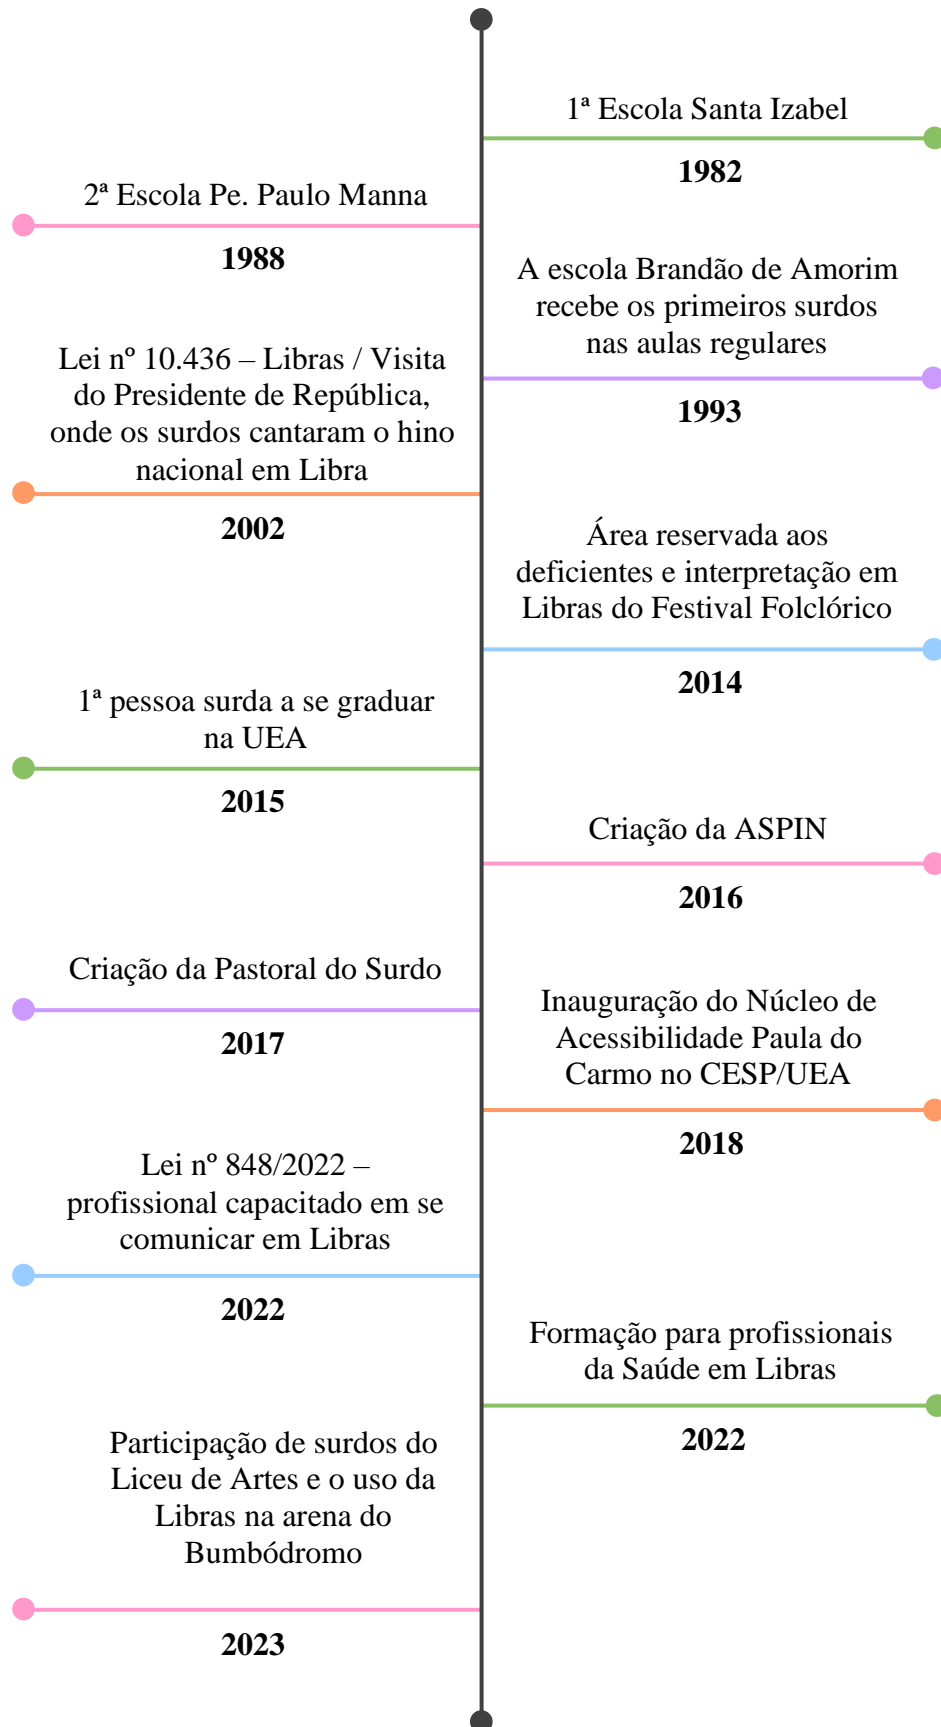 1ª Escola Santa Izabel
1982
2ª Escola Pe. Paulo Manna
1988
A escola Brandão de Amorim
recebe os primeiros surdos
nas aulas regulares
1993
Lei nº 10.436 – Libras / Visita
do Presidente de República,
onde os surdos cantaram o hino
nacional em Libra
2002
Área reservada aos
deficientes e interpretação em
Libras do Festival Folclórico
2014
1ª pessoa surda a se graduar
na UEA
2015
Criação da ASPIN
2016
Criação da Pastoral do Surdo
2017
Inauguração do Núcleo de
Acessibilidade Paula do
Carmo no CESP/UEA
2018
Lei nº 848/2022 –
profissional capacitado em se
comunicar em Libras
2022
Formação para profissionais
da Saúde em Libras
2022
Participação de surdos do
Liceu de Artes e o uso da
Libras na arena do
Bumbódromo
2023